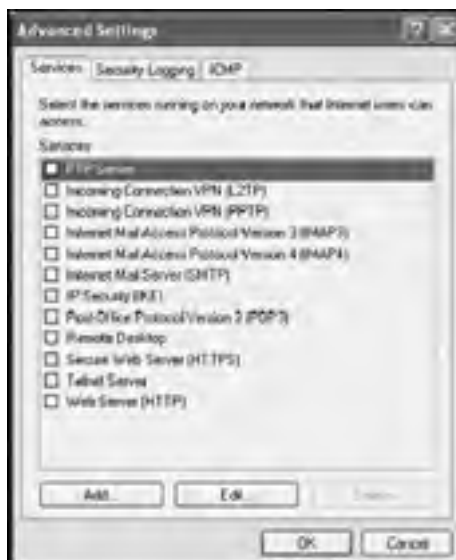 Advanced Settings
Services Security Logging ICMP
Select the services running on your network that Internet users can
access.
Services
FTP Server
Incoming Connection VPN (L2TP)
Incoming Connection VPN (PPTP)
Internet Mail Access Protocol Version 3 (IMAP3)
Internet Mail Access Protocol Version 4 (IMAP4)
Internet Mail Server (SMTP)
IP Security (IKE)
Post-Office Protocol Version 3 (POP3)
Remote Desktop
Secure Web Server (HTTPS)
Telnet Server
Web Server (HTTP)
Add... Edit...
OK Cancel